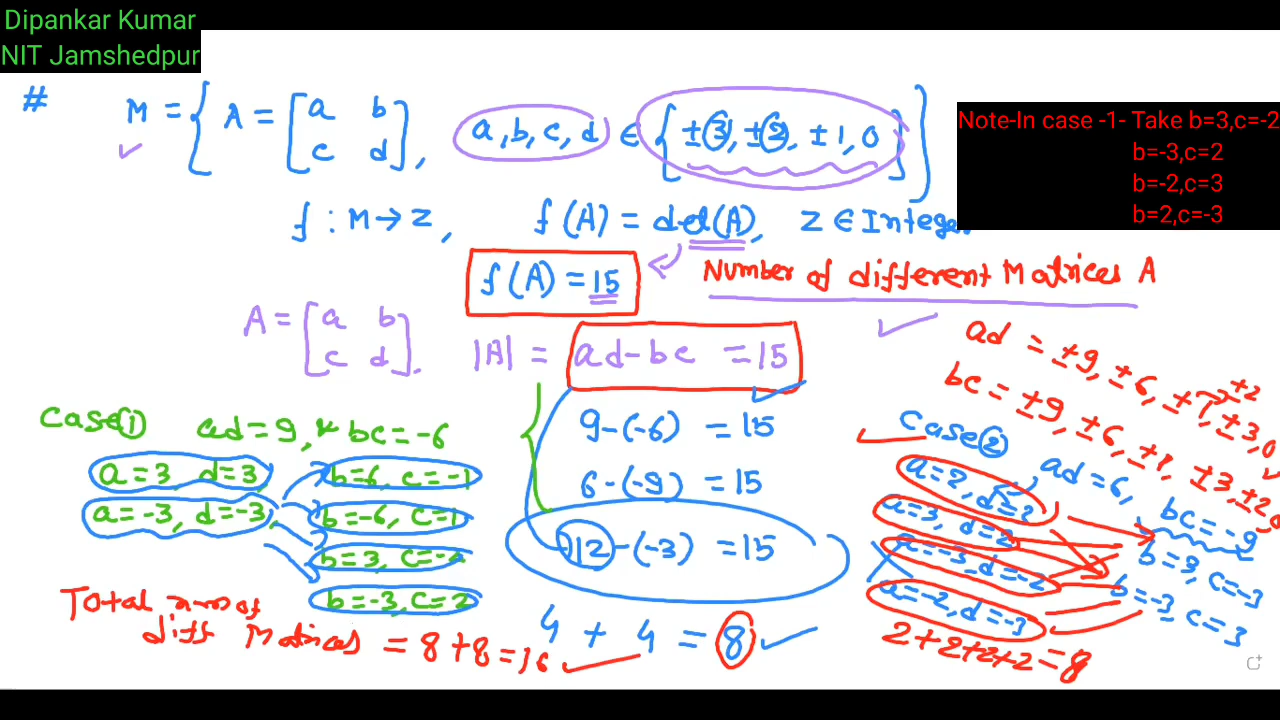 Dipankar Kumar
NIT Jamshedpur
# M = { A = [a b c d], a, b, c, d ∈ {±3, ±2, ±1, 0} }
Note-In case -1- Take b=3,c=-2
b=-3,c=2
b=-2,c=3
b=2,c=-3
f : M → Z, f(A) = det(A), Z ∈ Integer
f(A) = 15 Number of different Matrices A
A = [a b c d]. |A| = ad - bc = 15
ad = ±9, ±6, ±1, ±2, ±3, 0
bc = ±9, ±6, ±1, ±3, ±2, 0
9 - (-6) = 15
6 - (-9) = 15
12 - (-3) = 15
4 + 4 = 8
Case① ad = 9, bc = -6
a = 3, d = 3, b = 6, c = -1
a = -3, d = -3, b = -6, c = 1
b = 3, c =
b = -3, c = 2
Case② ad = 6, bc = -9
a = 2, d =
a = 3, d = 2
a = -3, d = -2
a = -2, d = -3
b = 3, c = -3
b = -3 c = 3
2+2+2+2 = 8
Total num of
diff Matrices = 8 + 8 = 16